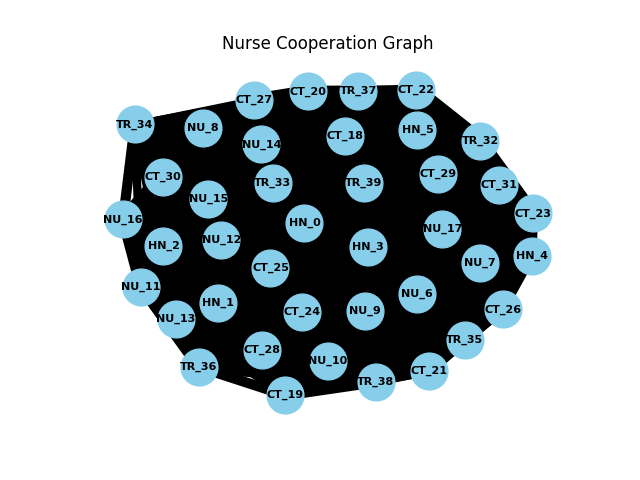 Nurse Cooperation Graph
CT_22
CT_20
TR_37
CT_27
TR_34
NU_8
HN_5
CT_18
TR_32
NU_14
CT_29
CT_30
TR_33
TR_39
CT_31
NU_15
CT_23
NU_16
HN_0
NU_17
NU_12
HN_2
HN_3
HN_4
NU_7
CT_25
NU_11
NU_6
HN_1
CT_26
NU_9
CT_24
NU_13
TR_35
CT_28
NU_10
TR_36
CT_21
TR_38
CT_19